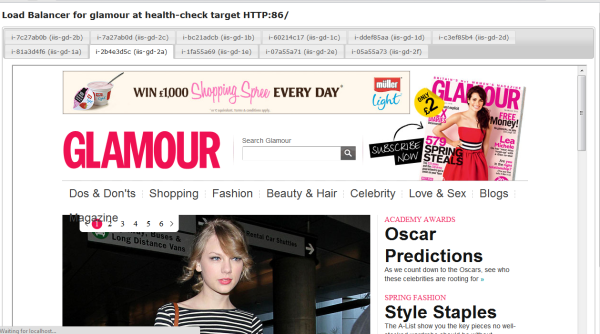 Load Balancer for glamour at health-check target HTTP:86/
i-7c27ab0b (iis-gd-2b) i-7a27ab0d (iis-gd-2c) i-bc21adcb (iis-gd-1b) i-60214c17 (iis-gd-1c) i-ddef85aa (iis-gd-1d) i-c3ef85b4 (iis-gd-2d)
i-81a3d4f6 (iis-gd-1a) i-2b4e3d5c (iis-gd-2a) i-1fa55a69 (iis-gd-1e) i-07a55a71 (iis-gd-2e) i-05a55a73 (iis-gd-2f)
WIN £1,000 Shopping Spree EVERY DAY*
müller
Light
GLAMOUR
ONLY
£2
FREE
Money!
Lea
Michele
579
SPRING
STEALS
SUBSCRIBE
NOW
GLAMOUR
Search Glamour
Dos & Don'ts Shopping Fashion Beauty & Hair Celebrity Love & Sex Blogs
Magazine
< 1 2 3 4 5 6 >
Buses &
Long Distance Vans
Rental Car Shuttles
ACADEMY AWARDS
Oscar
Predictions
As we count down to the Oscars, see who
these celebrities are rooting for »
SPRING FASHION
Style Staples
The A-List show you the key pieces no well-
Waiting for localhost...